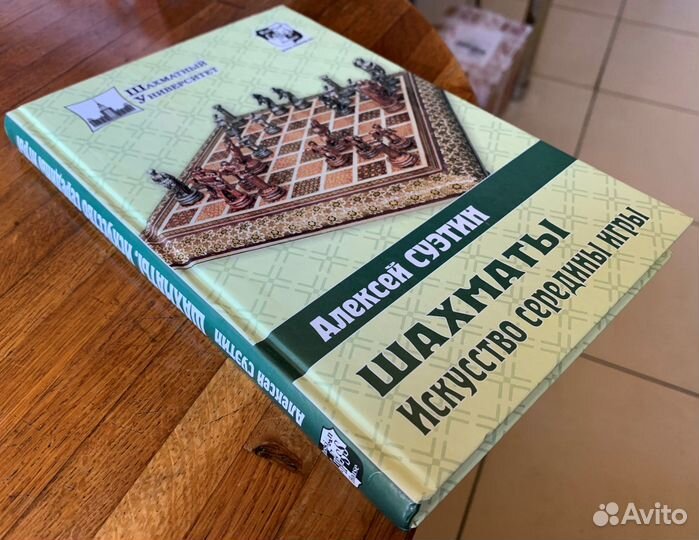 Шахматный
Университет
Алексей СУЭТИН
ШАХМАТЫ
Искусство середины игры
Алексей СУЭТИН ШАХМАТЫ. Искусство середины игры
Avito